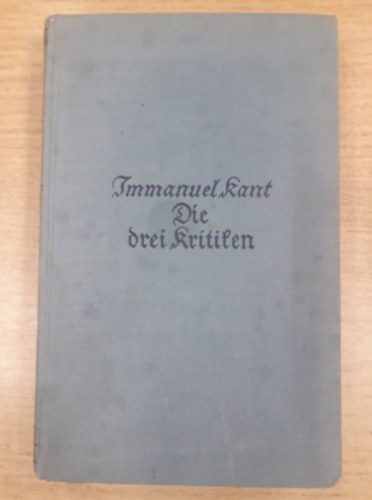 Immanuel Kant
Die
drei Kritiken